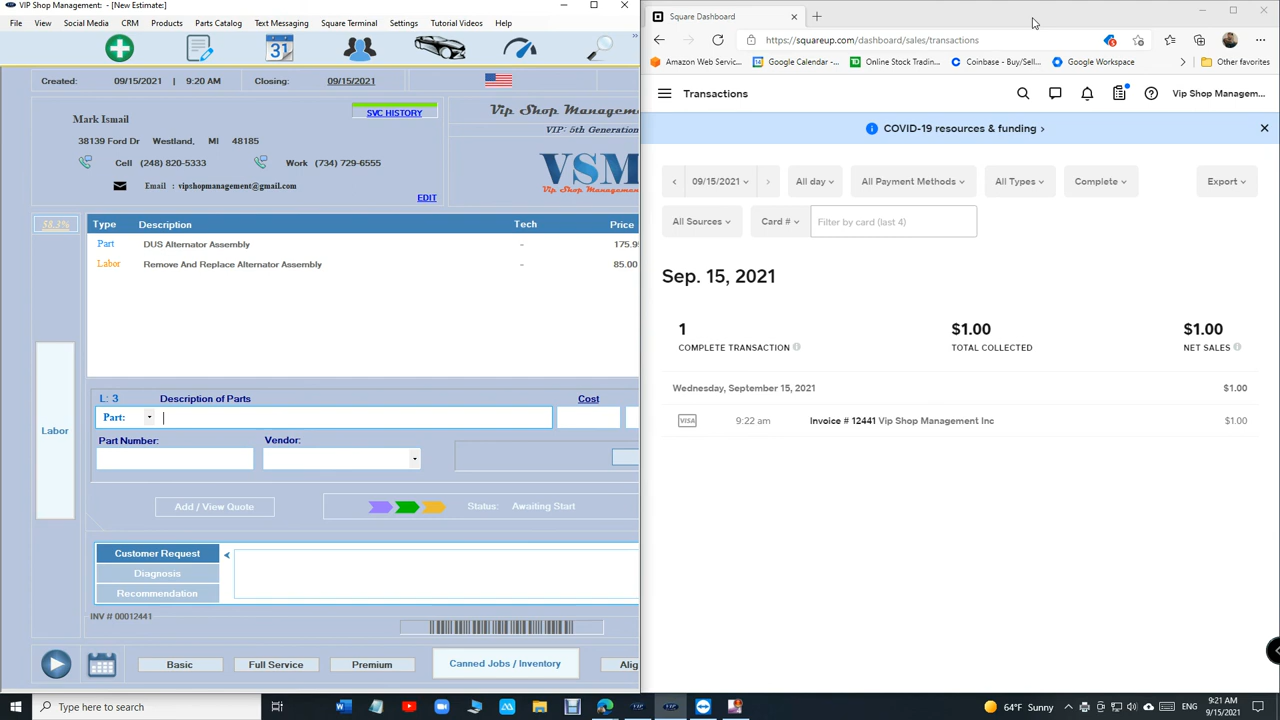 VIP Shop Management: - [New Estimate:]
File View Social Media CRM Products Parts Catalog Text Messaging Square Terminal Settings Tutorial Videos Help
31
Created: 09/15/2021 | 9:20 AM Closing: 09/15/2021
Mark Ismail
SVC HISTORY
38139 Ford Dr Westland, MI 48185
Cell (248) 820-5333 Work (734) 729-6555
Email : vipshopmanagement@gmail.com
EDIT
Vip Shop Managem
VIP: 5th Generation
VSM
Vip Shop Manageme
58.3%
Type Description Tech Price
Part DUS Alternator Assembly - 175.9
Labor Remove And Replace Alternator Assembly - 85.00
Labor
L: 3 Description of Parts Cost
Part:
Part Number: Vendor:
Add / View Quote Status: Awaiting Start
Customer Request <
Diagnosis
Recommendation
INV # 00012441
Basic Full Service Premium Canned Jobs / Inventory Alig
Square Dashboard
https://squareup.com/dashboard/sales/transactions
Amazon Web Servic... Google Calendar -... Online Stock Tradin... Coinbase - Buy/Sell... Google Workspace Other favorites
Transactions
Vip Shop Managem...
COVID-19 resources & funding >
09/15/2021 All day All Payment Methods All Types Complete Export
All Sources Card # Filter by card (last 4)
Sep. 15, 2021
1 $1.00 $1.00
COMPLETE TRANSACTION TOTAL COLLECTED NET SALES
Wednesday, September 15, 2021 $1.00
VISA 9:22 am Invoice # 12441 Vip Shop Management Inc $1.00
Type here to search
64°F Sunny ENG
9:21 AM
9/15/2021